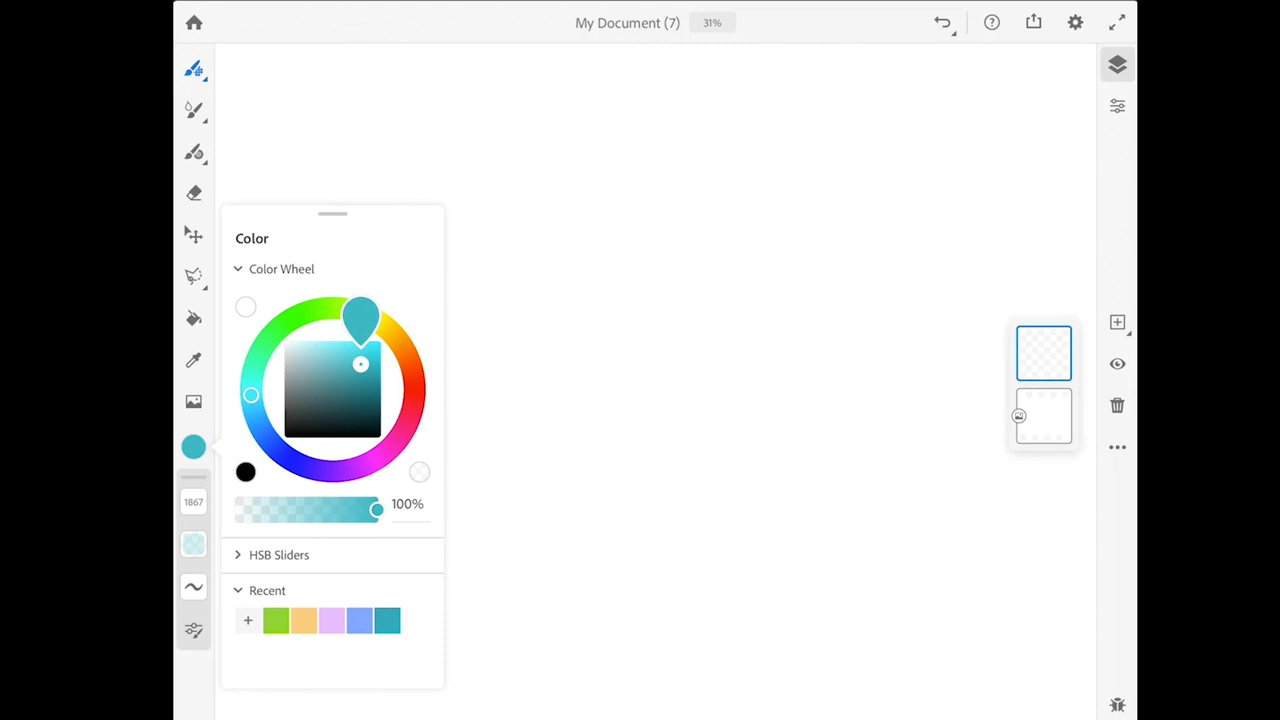 My Document (7) 31%
Color
Color Wheel
100%
1867
HSB Sliders
Recent